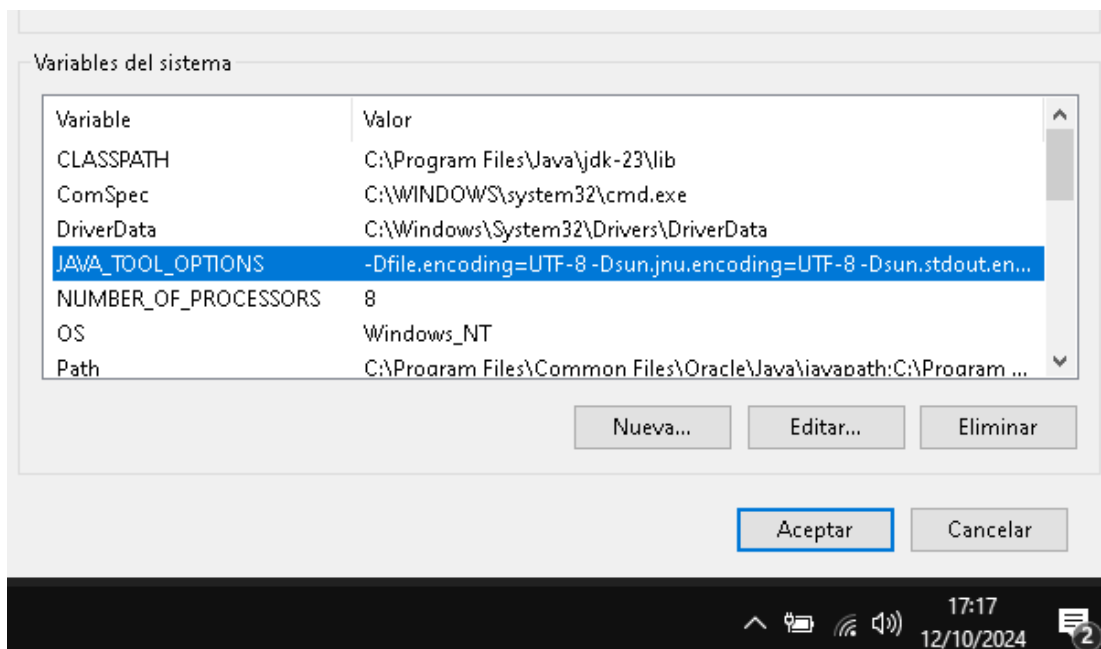 Variables del sistema
Variable Valor
CLASSPATH C:\Program Files\Java\jdk-23\lib
ComSpec C:\WINDOWS\system32\cmd.exe
DriverData C:\Windows\System32\Drivers\DriverData
JAVA_TOOL_OPTIONS -Dfile.encoding=UTF-8 -Dsun.jnu.encoding=UTF-8 -Dsun.stdout.en...
NUMBER_OF_PROCESSORS 8
OS Windows_NT
Path C:\Program Files\Common Files\Oracle\Java\javapath;C:\Program ...
Nueva... Editar... Eliminar
Aceptar Cancelar
17:17
12/10/2024 2